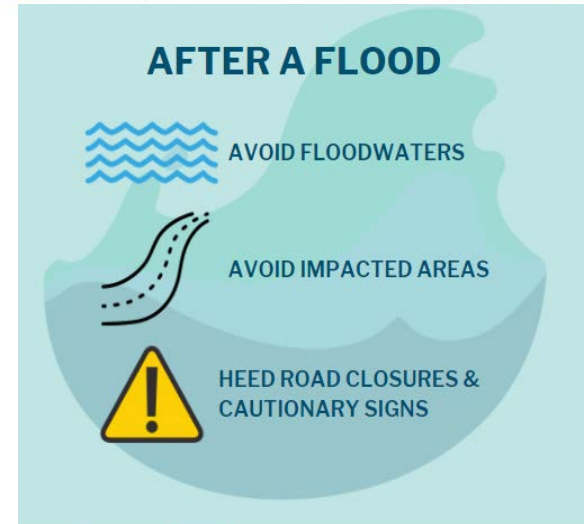 AFTER A FLOOD
AVOID FLOODWATERS
AVOID IMPACTED AREAS
HEED ROAD CLOSURES &
CAUTIONARY SIGNS